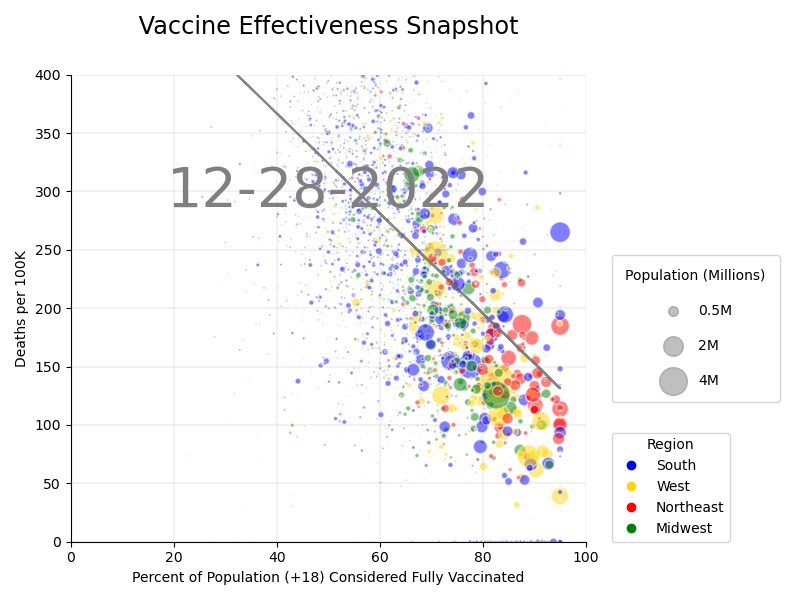 Vaccine Effectiveness Snapshot
400
350
300
250
200
150
100
50
0
Deaths per 100K
12-28-2022
0
20
40
60
80
100
Percent of Population (+18) Considered Fully Vaccinated
Population (Millions)
0.5M
2M
4M
Region
South
West
Northeast
Midwest